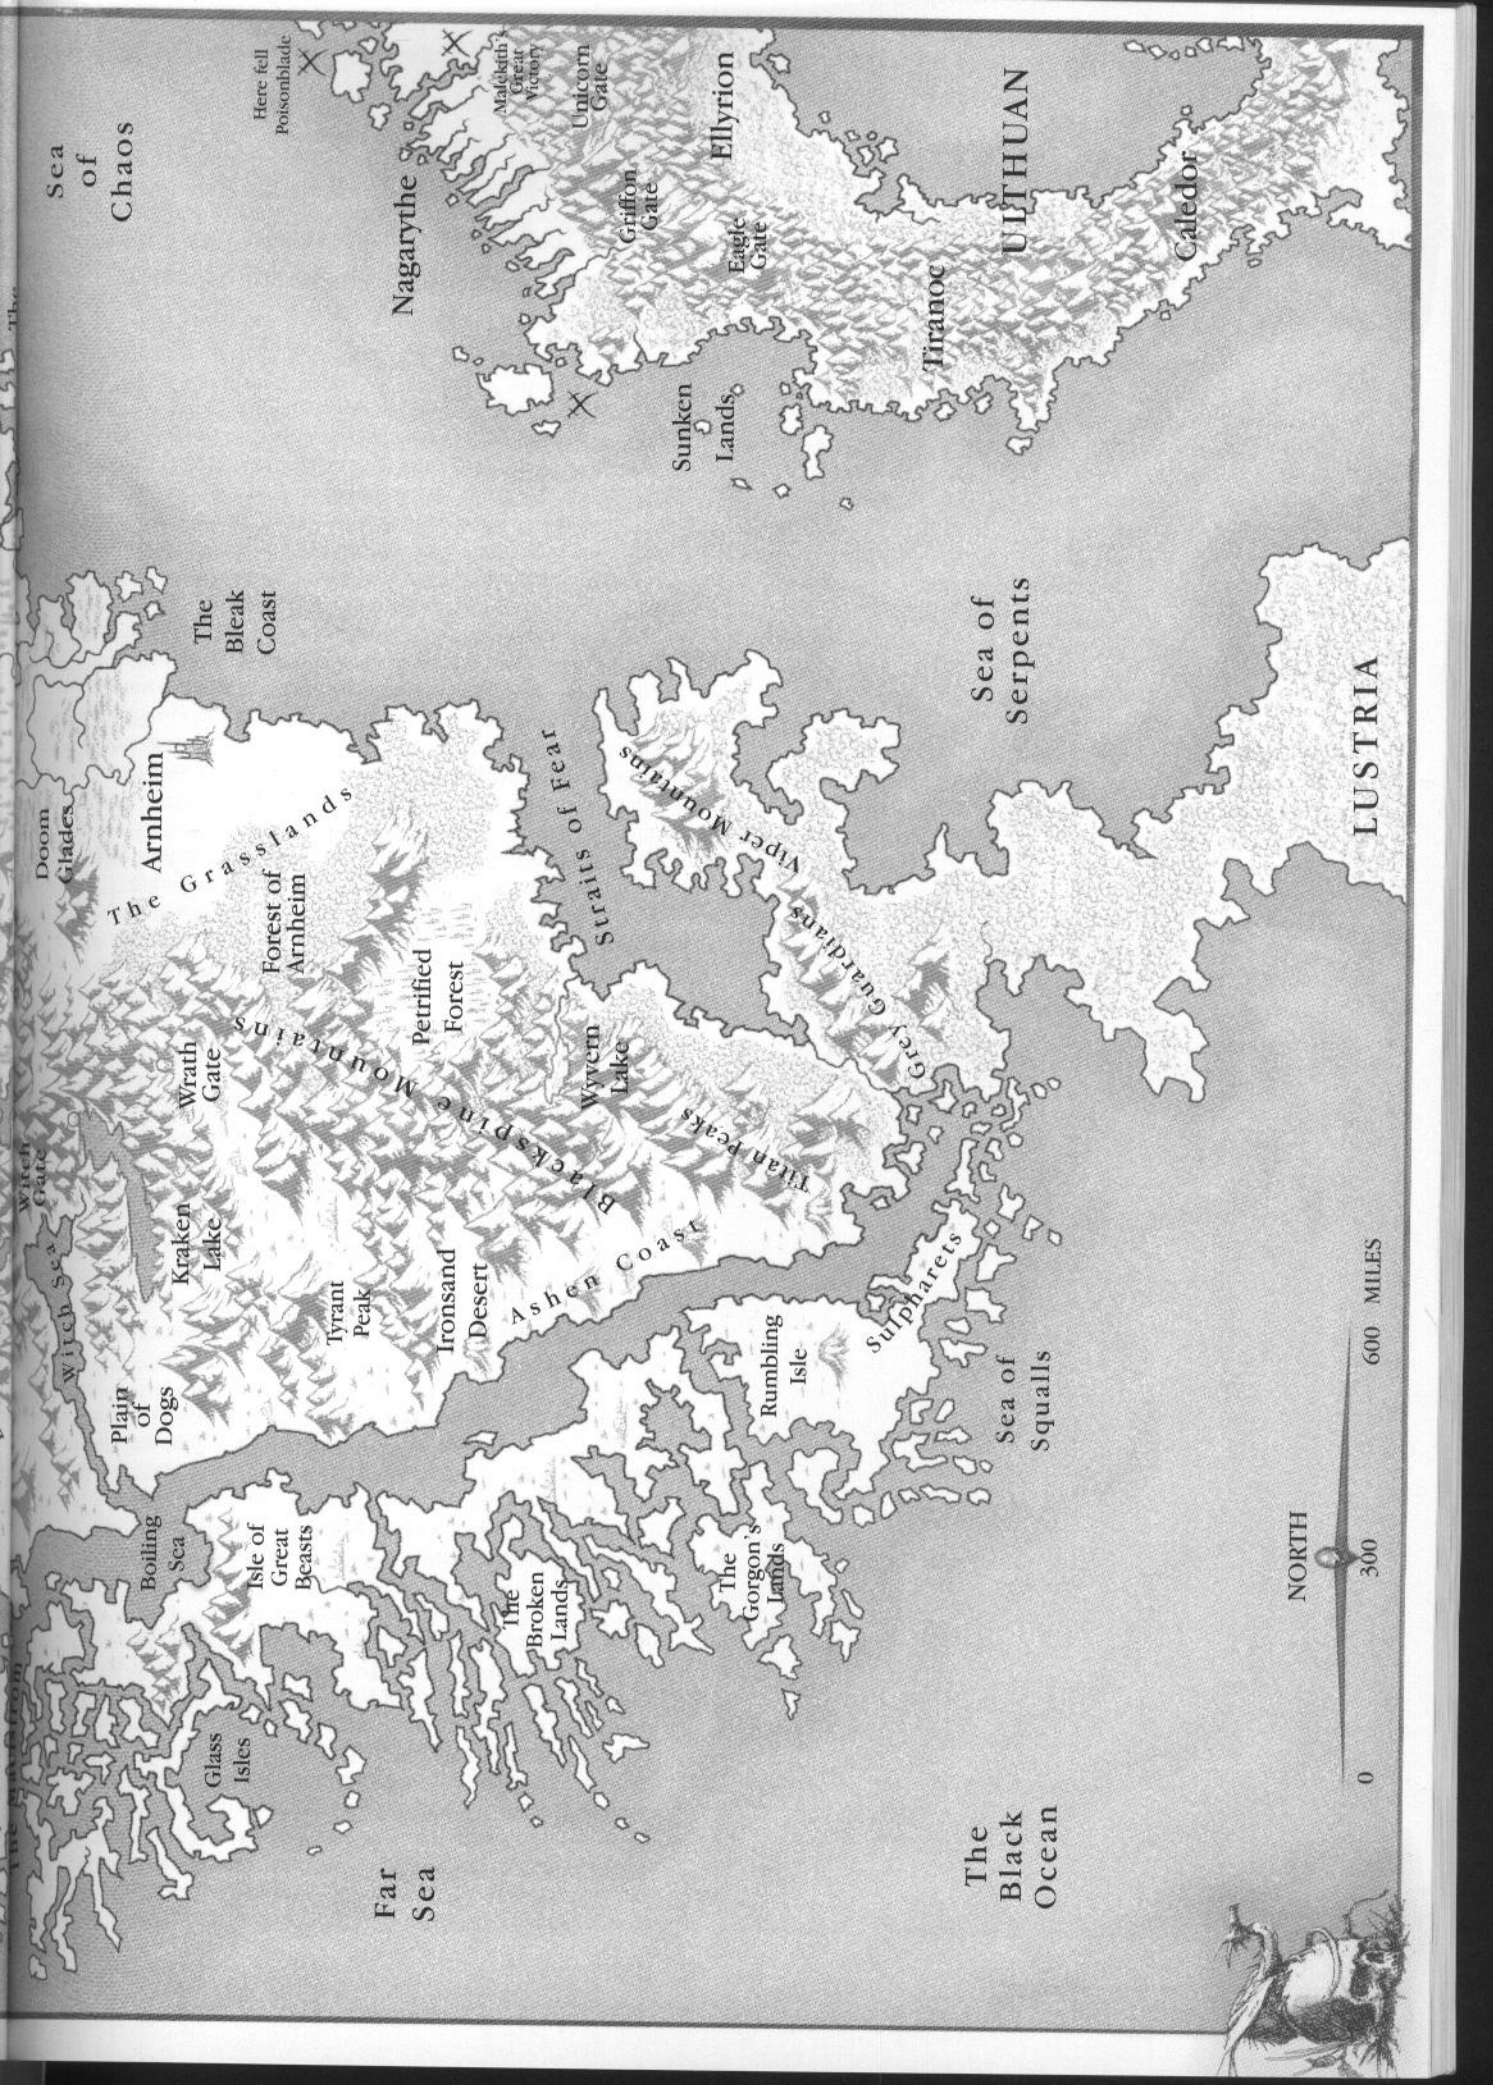 Sea
of
Chaos
Here fell
Poisonblade
Malekith's
Great
Victory
Unicorn
Gate
Ellyrion
Nagarythe
Griffon
Gate
Eagle
Gate
ULTHUAN
Caledor
Tiranoc
Sunken
Lands
The
Bleak
Coast
Doom
Glades
Arnheim
The Grasslands
Forest of
Arnheim
Straits of Fear
Viper Mountains
Sea of
Serpents
LUSTRIA
Petrified
Forest
Grey Guardians
Witch
Gate
Wrath
Gate
Blackspine Mountains
Wyvern
Lake
Titan Peaks
Witch Sea
Kraken
Lake
Tyrant
Peak
Ironsand
Desert
Ashen Coast
Plain
of
Dogs
Rumbling
Isle
Sulpharets
Sea of
Squalls
Boiling
Sea
Isle of
Great
Beasts
The
Broken
Lands
The
Gorgon's
Lands
Glass
Isles
Far
Sea
The
Black
Ocean
NORTH
0 300 600 MILES